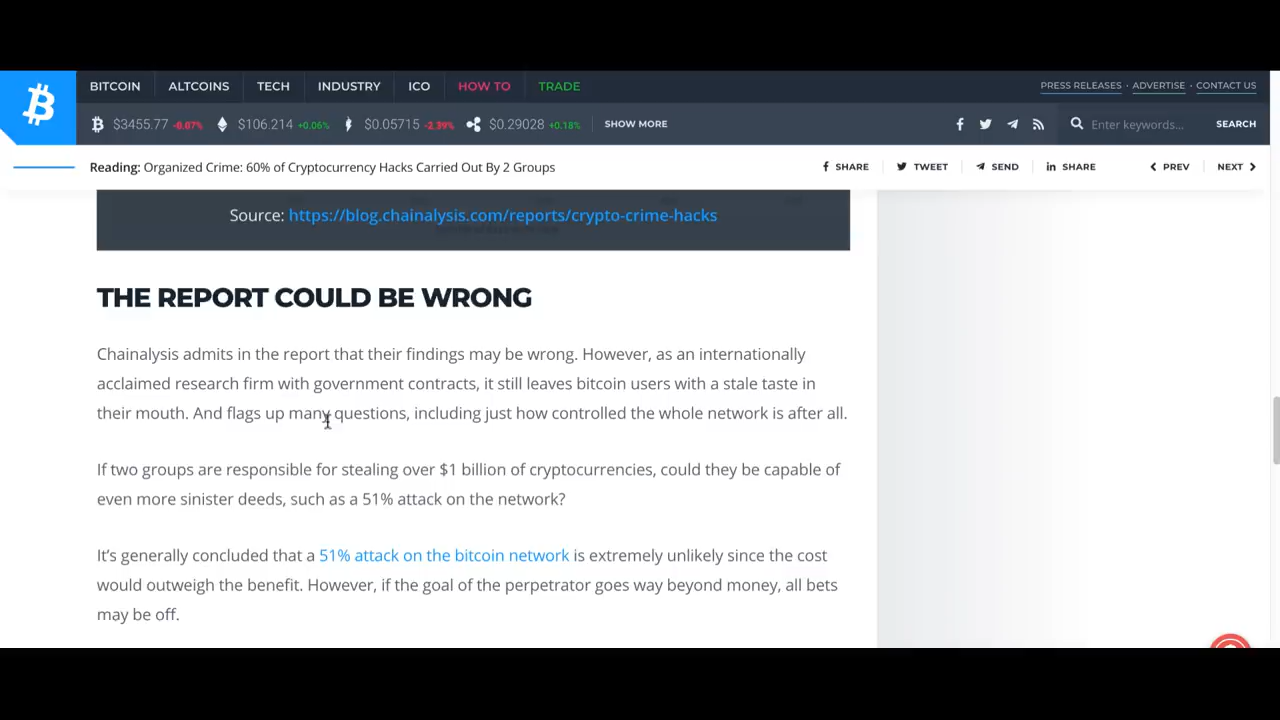 BITCOIN ALTCOINS TECH INDUSTRY ICO HOW TO TRADE PRESS RELEASES · ADVERTISE · CONTACT US
$3455.77 $106.214 +0.06% $0.05715 -2.39% $0.29028 +0.18% SHOW MORE Enter keywords... SEARCH
Reading: Organized Crime: 60% of Cryptocurrency Hacks Carried Out By 2 Groups SHARE TWEET SEND SHARE PREV NEXT
Source: https://blog.chainalysis.com/reports/crypto-crime-hacks
THE REPORT COULD BE WRONG
Chainalysis admits in the report that their findings may be wrong. However, as an internationally
acclaimed research firm with government contracts, it still leaves bitcoin users with a stale taste in
their mouth. And flags up many questions, including just how controlled the whole network is after all.
If two groups are responsible for stealing over $1 billion of cryptocurrencies, could they be capable of
even more sinister deeds, such as a 51% attack on the network?
It's generally concluded that a 51% attack on the bitcoin network is extremely unlikely since the cost
would outweigh the benefit. However, if the goal of the perpetrator goes way beyond money, all bets
may be off.